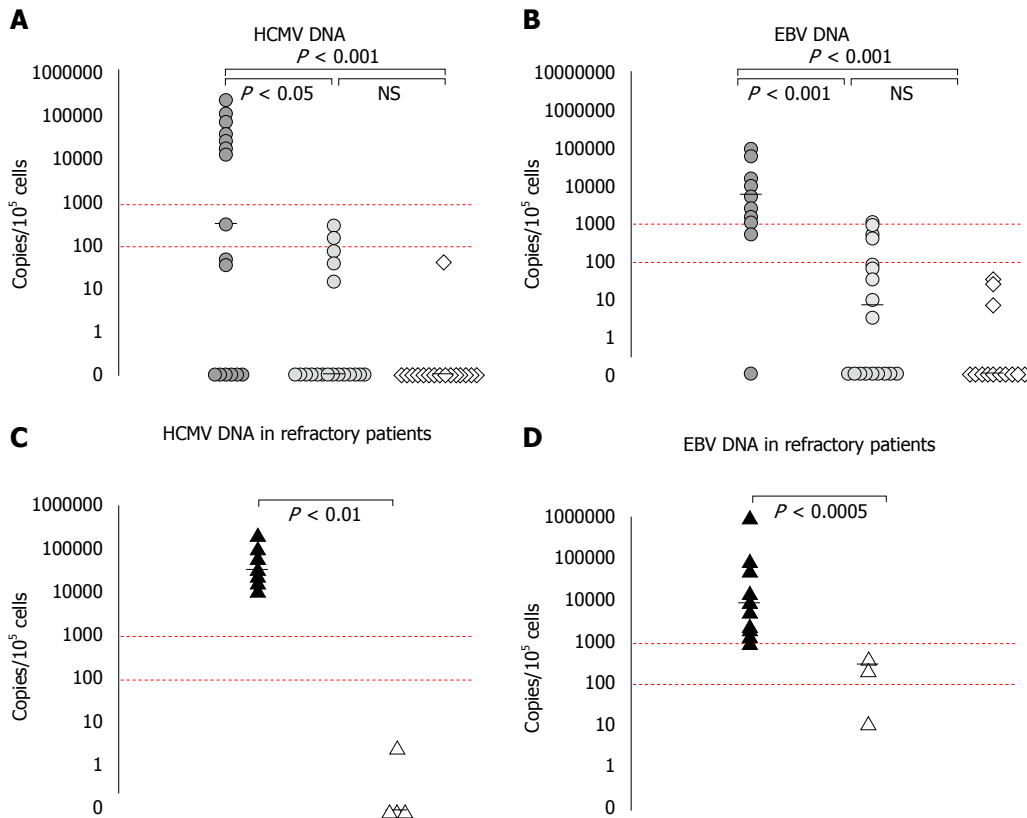 A
HCMV DNA
P < 0.001
P < 0.05
NS
1000000
100000
10000
1000
100
10
1
0
Copies/10⁵ cells
B
EBV DNA
P < 0.001
P < 0.001
NS
10000000
1000000
100000
10000
1000
100
10
1
0
Copies/10⁵ cells
C
HCMV DNA in refractory patients
P < 0.01
1000000
100000
10000
1000
100
10
1
0
Copies/10⁵ cells
D
EBV DNA in refractory patients
P < 0.0005
1000000
100000
10000
1000
100
10
1
0
Copies/10⁵ cells